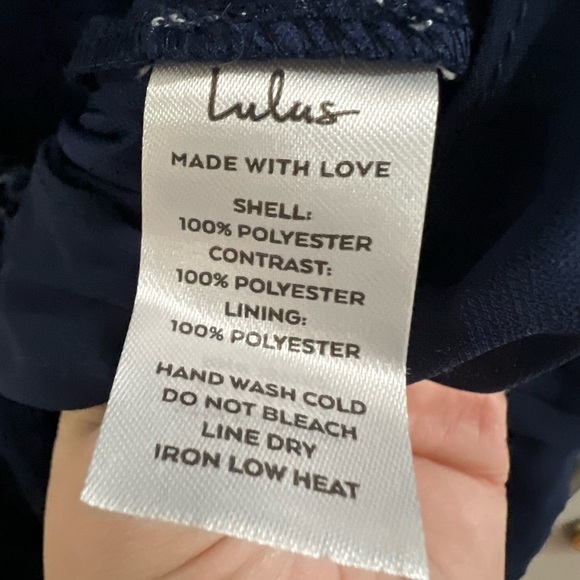 Lulus
MADE WITH LOVE
SHELL:
100% POLYESTER
CONTRAST:
100% POLYESTER
LINING:
100% POLYESTER
HAND WASH COLD
DO NOT BLEACH
LINE DRY
IRON LOW HEAT